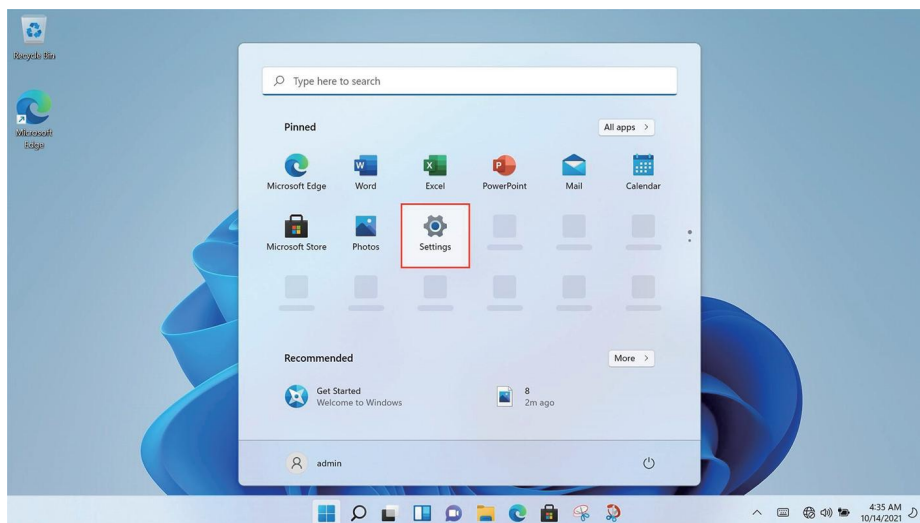 Recycle Bin
Microsoft
Edge
Type here to search
Pinned
All apps >
Microsoft Edge
Word
Excel
PowerPoint
Mail
Calendar
Microsoft Store
Photos
Settings
Recommended
More >
Get Started
Welcome to Windows
8
2m ago
admin
4:35 AM
10/14/2021